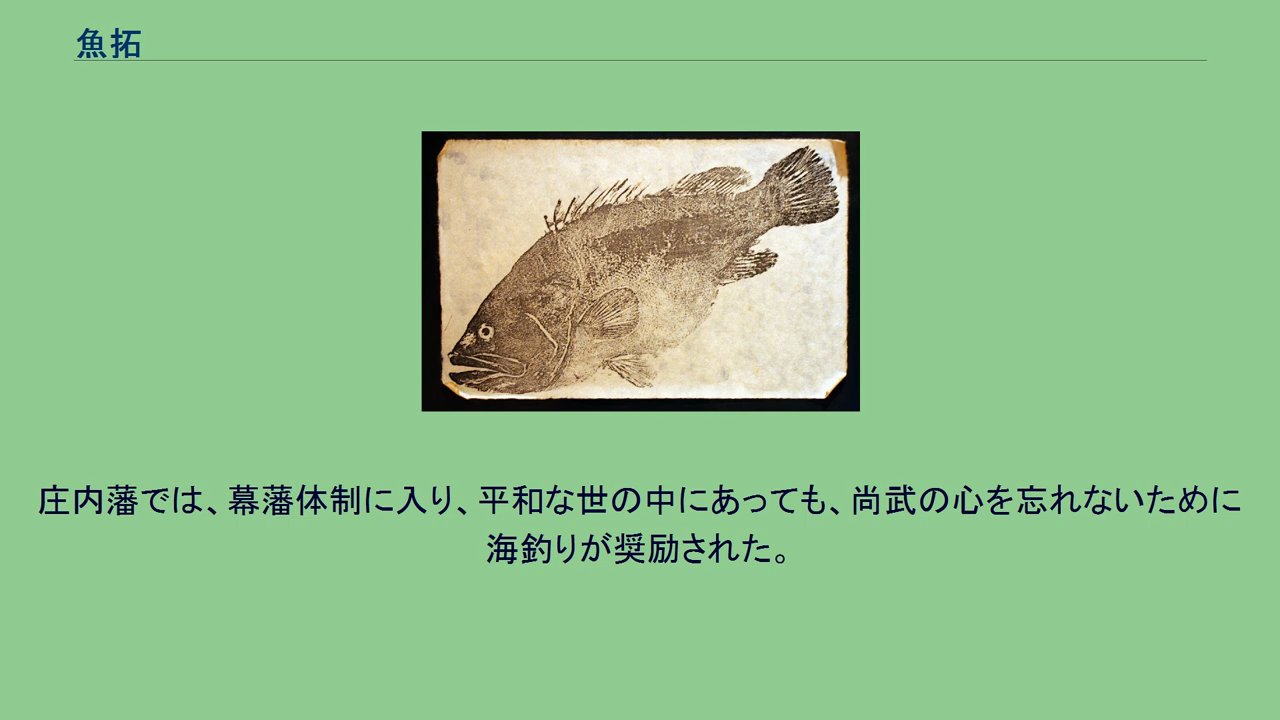 魚拓
庄内藩では、幕藩体制に入り、平和な世の中にあっても、尚武の心を忘れないために
海釣りが奨励された。